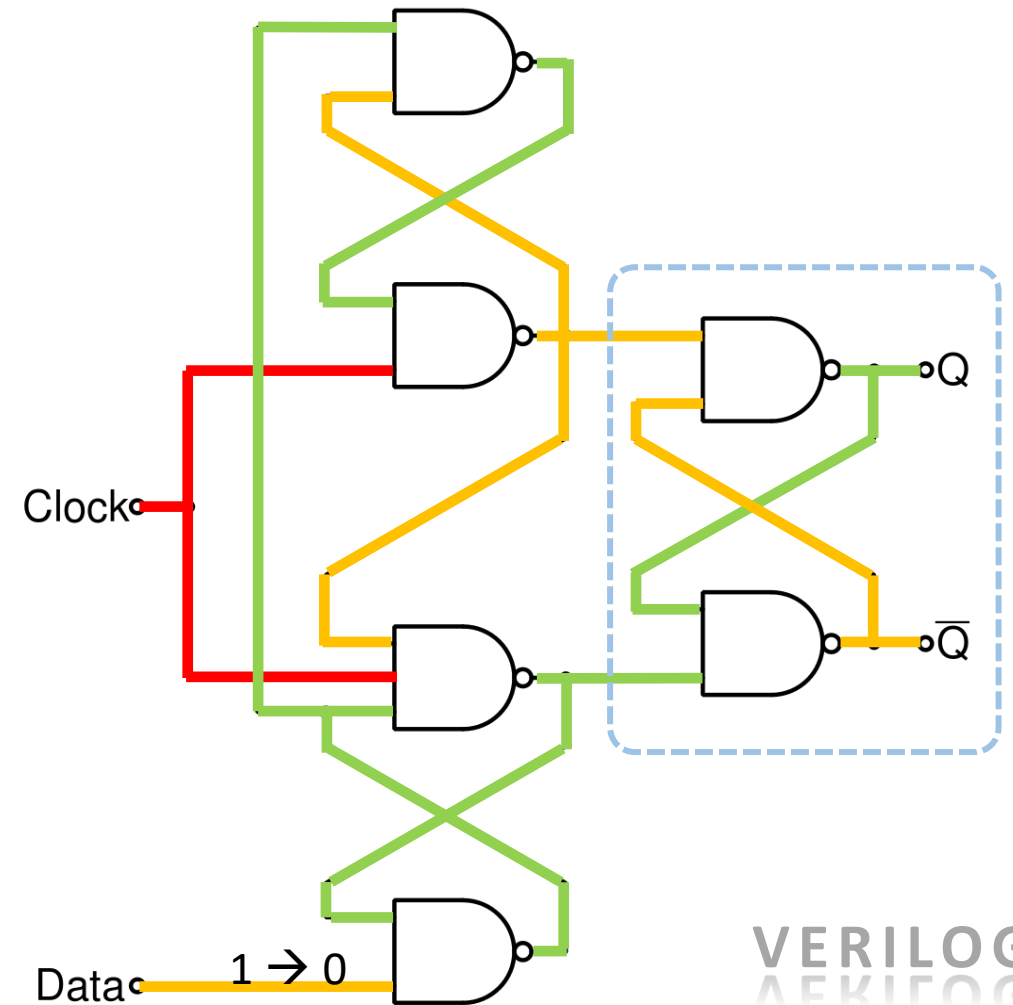 Q
Clock
Q̅
1 → 0
Data
VERILOG